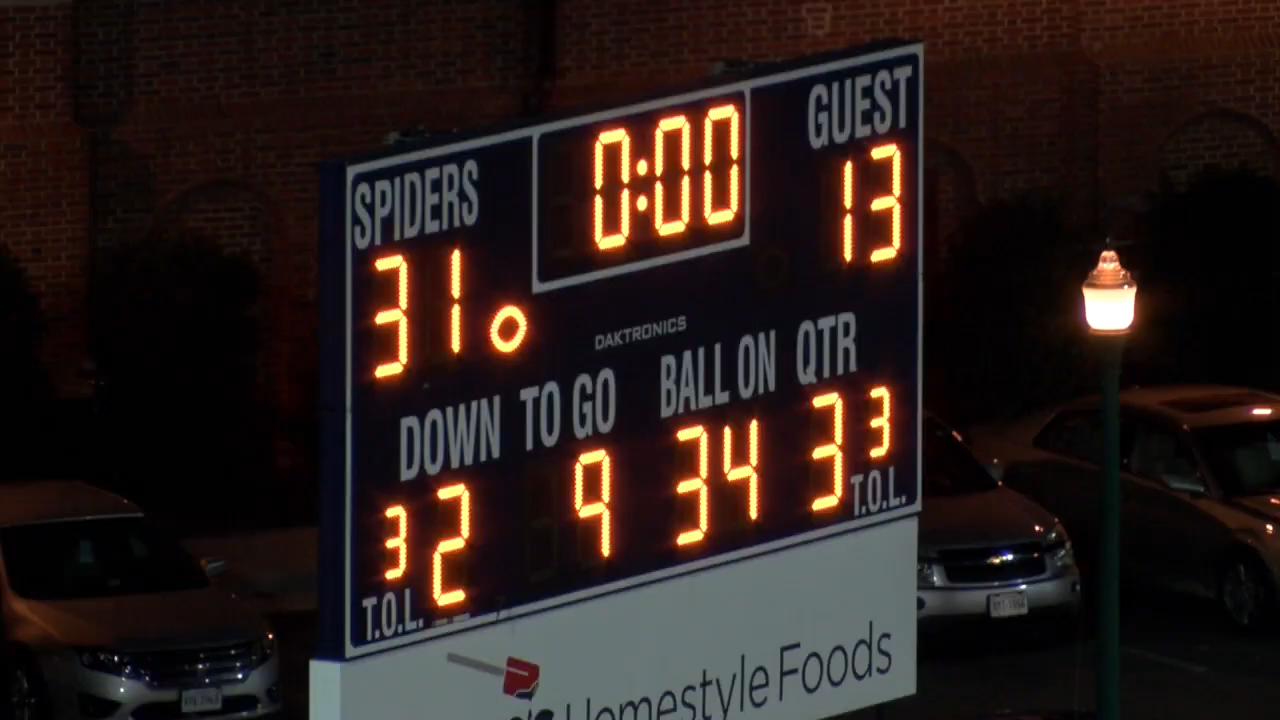 SPIDERS
0:00
GUEST
31
13
DAKTRONICS
DOWN TO GO BALL ON QTR
3 2 9 34 3 3
T.O.L.
T.O.L.
Homestyle Foods